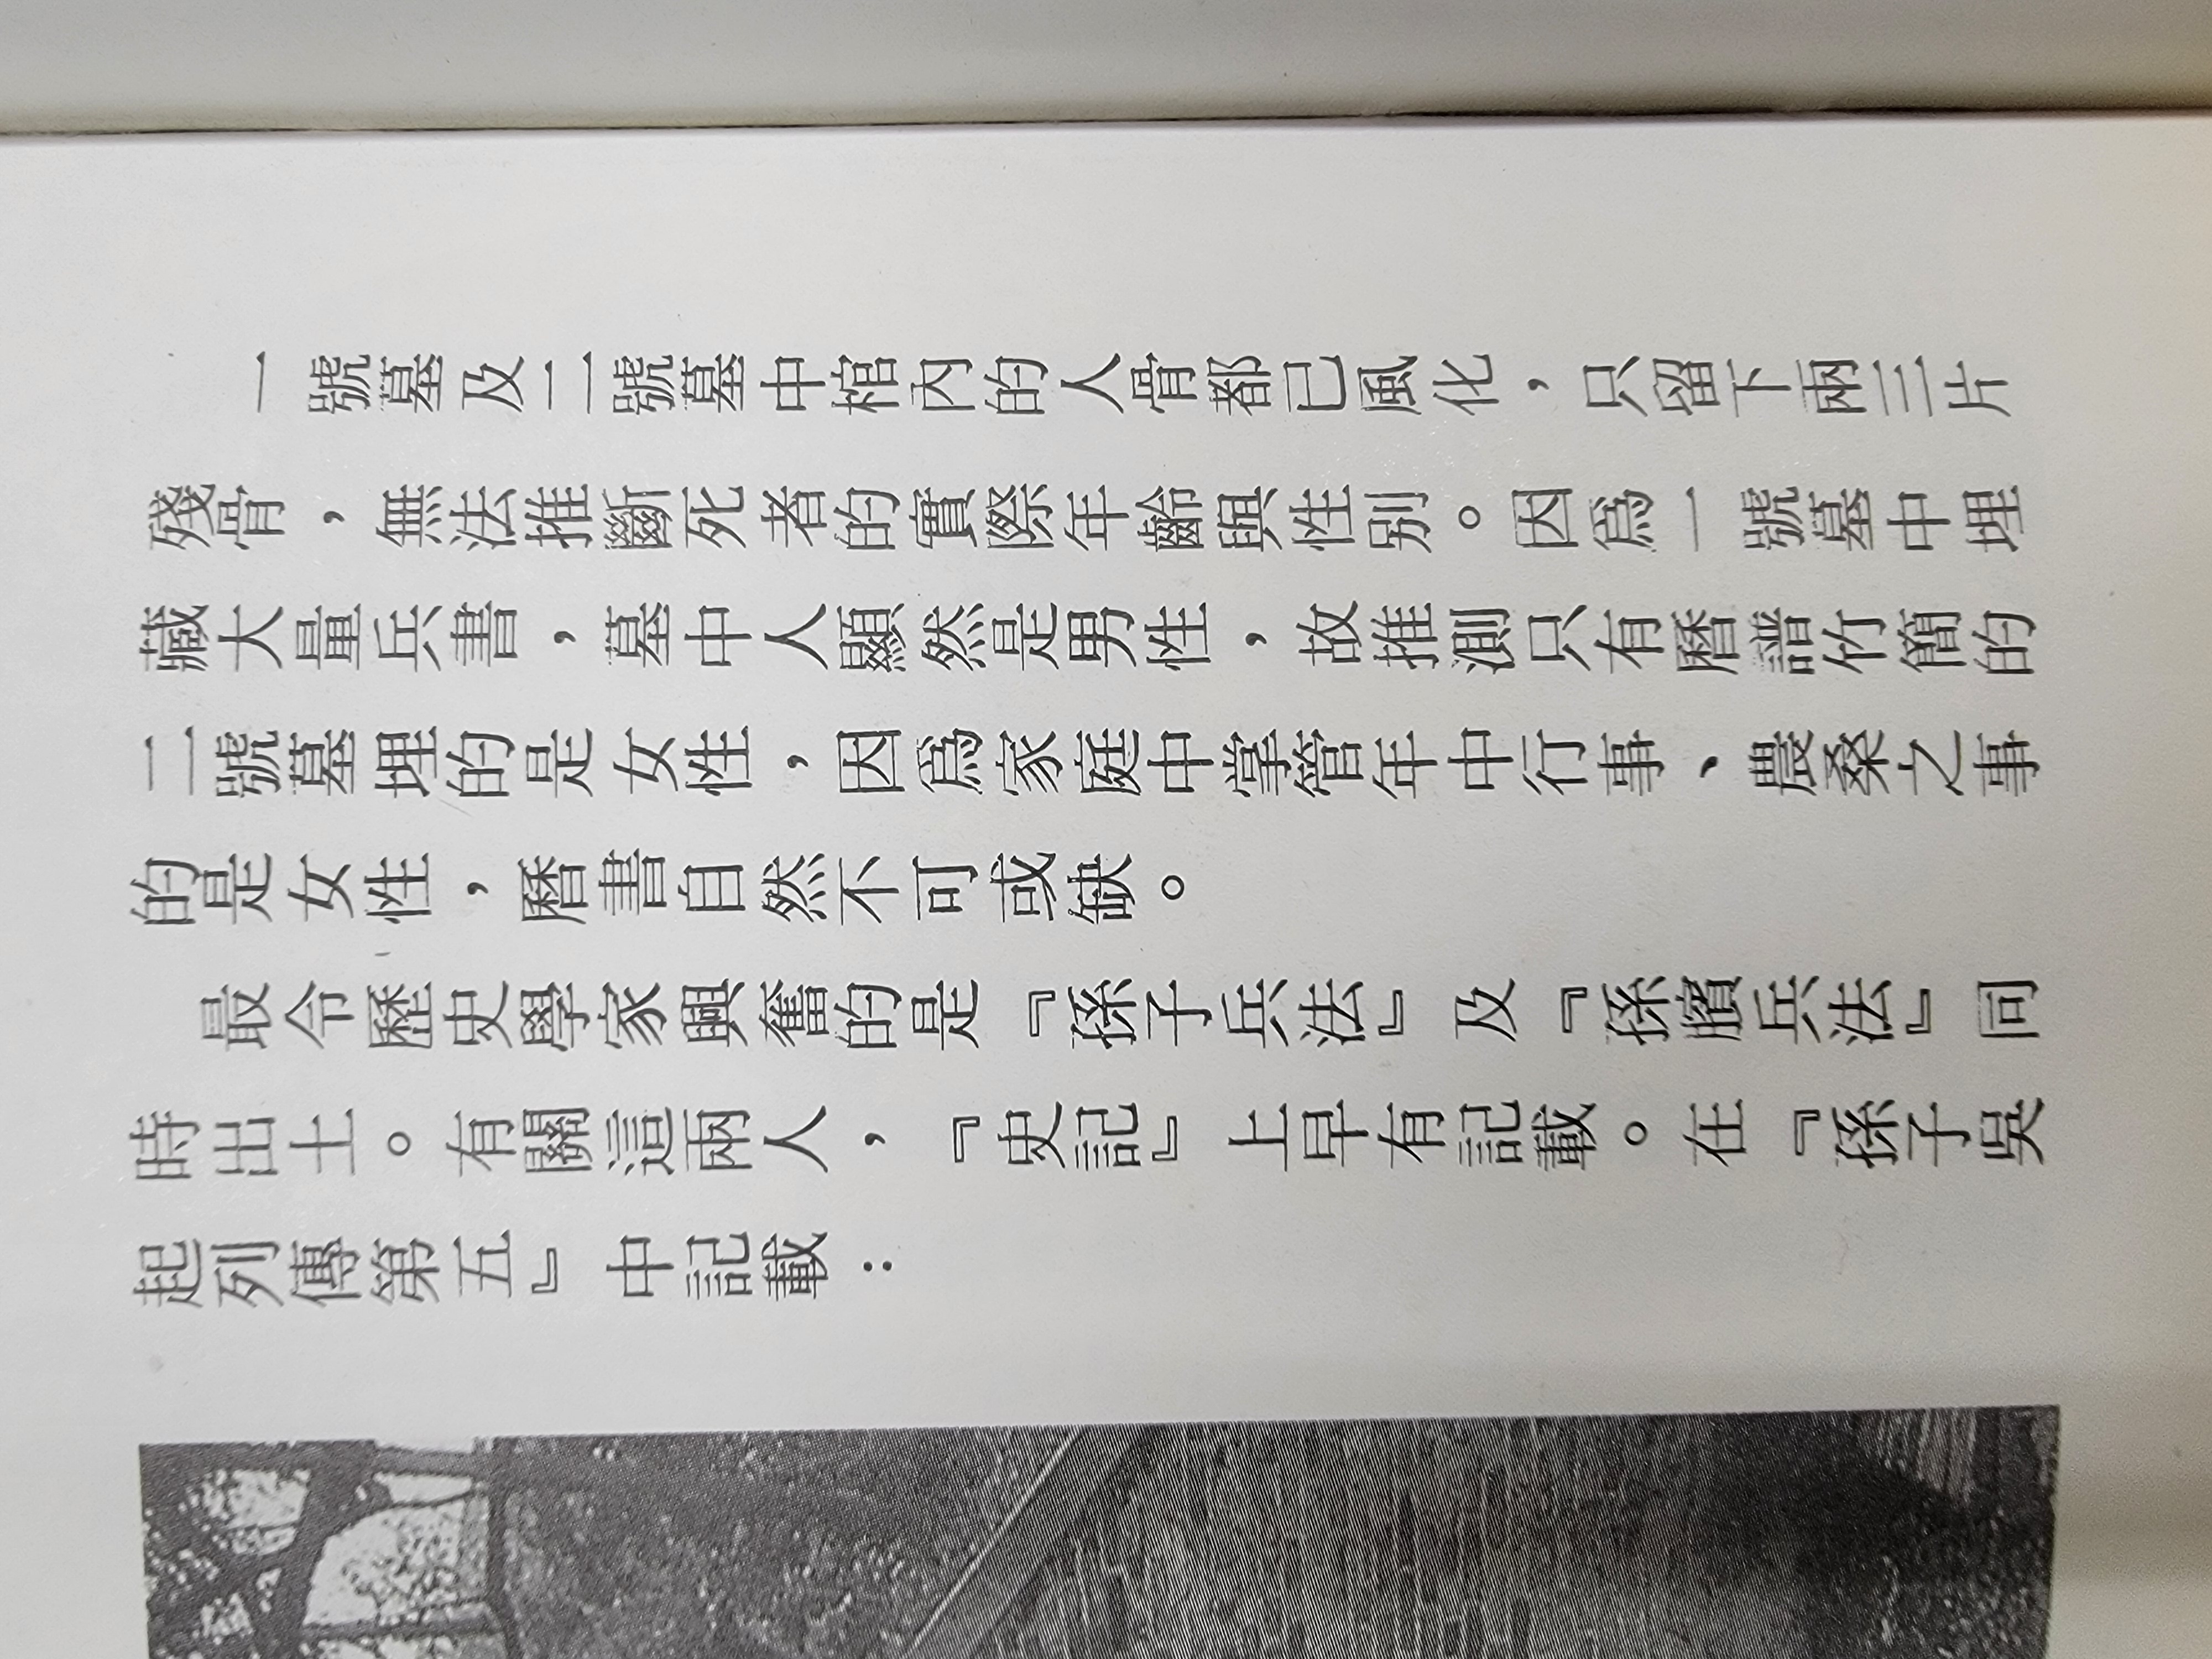 一號墓及二號墓中棺內的人骨都已風化，只留下兩三片
殘骨，無法推斷死者的實際年齡與性別。因爲一號墓中埋
藏大量兵書，墓中人顯然是男性，故推測只有曆譜竹簡的
二號墓埋的是女性，因爲家庭中掌管年中行事、農桑之事
的是女性，曆書自然不可或缺。
最令歷史學家興奮的是『孫子兵法』及『孫臏兵法』同
時出土。有關這兩人，『史記』上早有記載。在『孫子吳
起列傳第五』中記載：